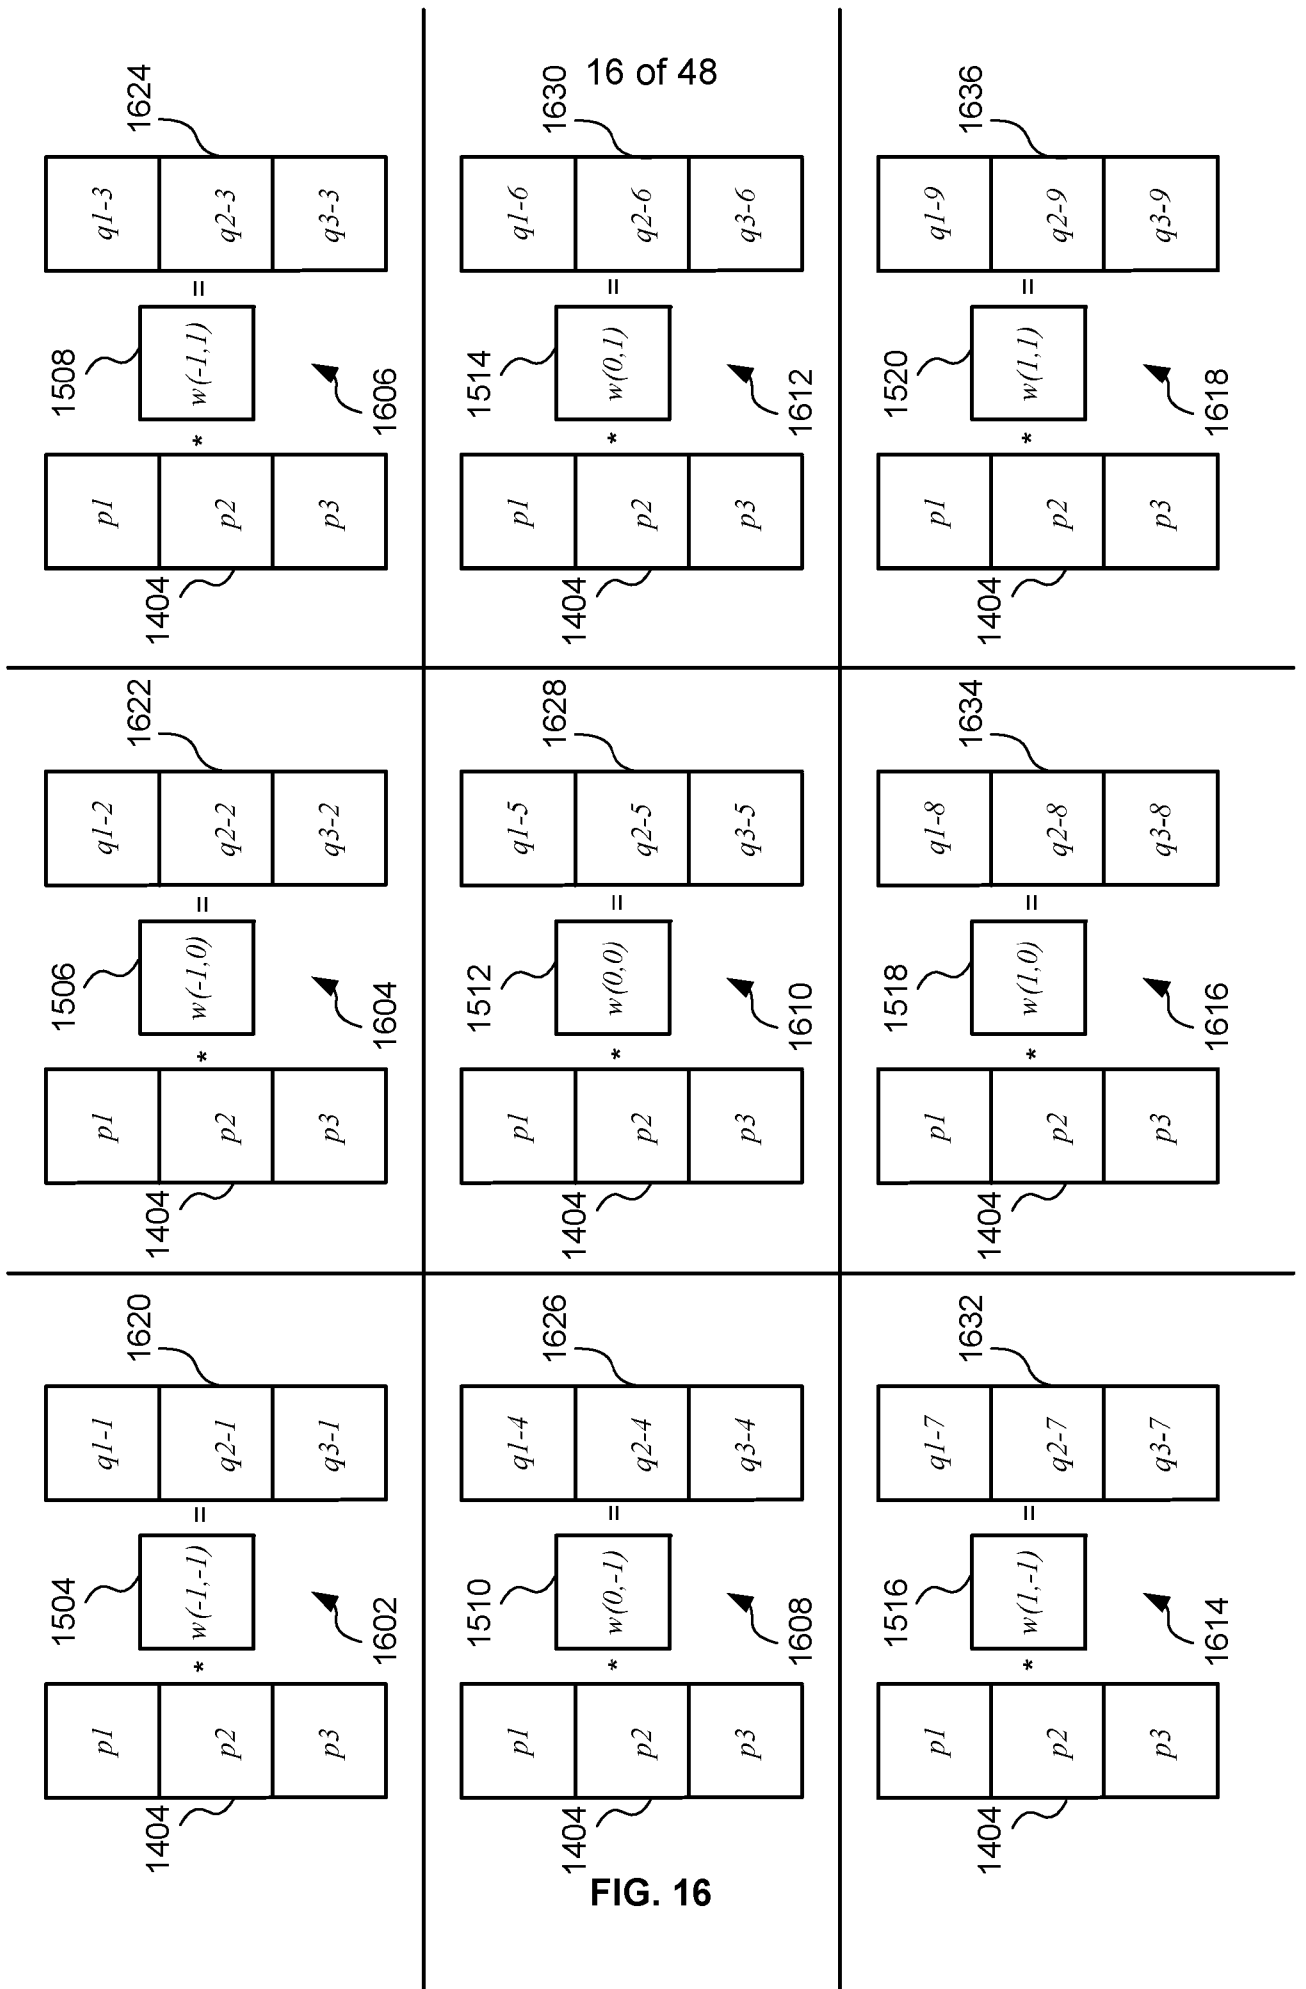 16 of 48
1404
p1
p2
p3
*
1504
w(-1,-1)
=
1620
q1-1
q2-1
q3-1
1602
1404
p1
p2
p3
*
1506
w(-1,0)
=
1622
q1-2
q2-2
q3-2
1604
1404
p1
p2
p3
*
1508
w(-1,1)
=
1624
q1-3
q2-3
q3-3
1606
1404
p1
p2
p3
*
1510
w(0,-1)
=
1626
q1-4
q2-4
q3-4
1608
1404
p1
p2
p3
*
1512
w(0,0)
=
1628
q1-5
q2-5
q3-5
1610
1404
p1
p2
p3
*
1514
w(0,1)
=
1630
q1-6
q2-6
q3-6
1612
1404
p1
p2
p3
*
1516
w(1,-1)
=
1632
q1-7
q2-7
q3-7
1614
1404
p1
p2
p3
*
1518
w(1,0)
=
1634
q1-8
q2-8
q3-8
1616
1404
p1
p2
p3
*
1520
w(1,1)
=
1636
q1-9
q2-9
q3-9
1618
FIG. 16